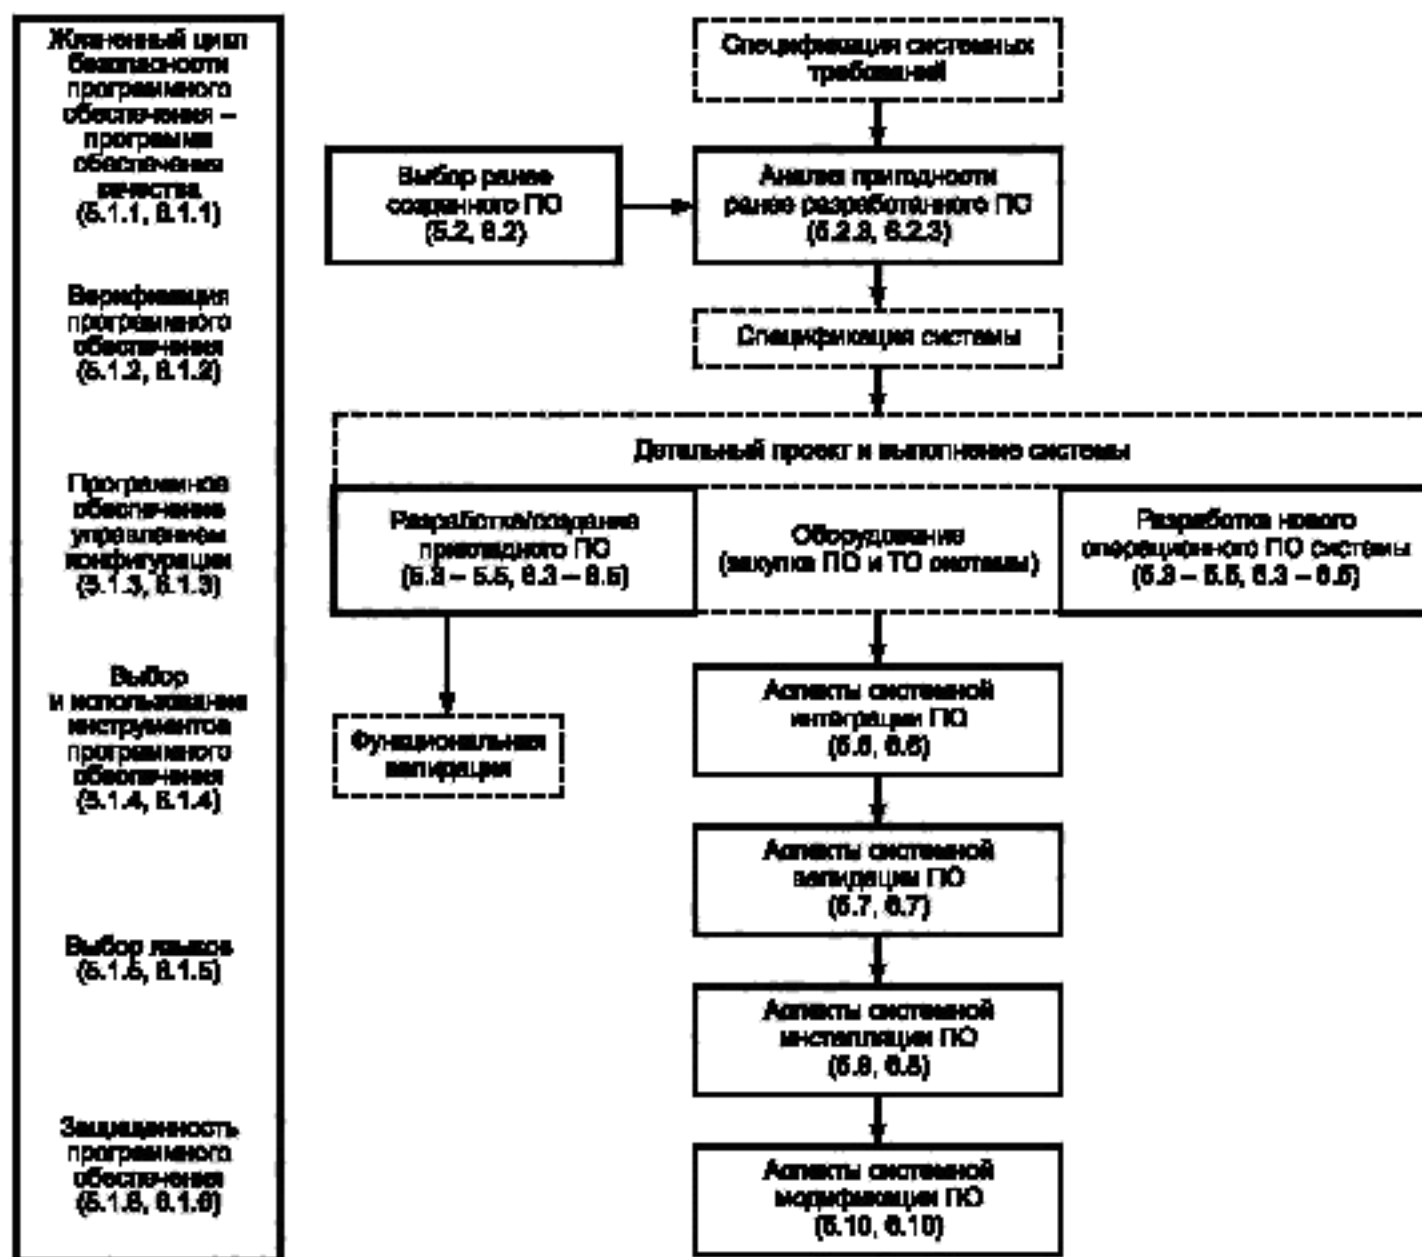 Жизненный цикл
безопасности
программного
обеспечения –
программа
обеспечения
качества
(5.1.1, 6.1.1)
Верификация
программного
обеспечения
(5.1.2, 6.1.2)
Программное
обеспечение
управлением
конфигурации
(5.1.3, 6.1.3)
Выбор
и использование
инструментов
программного
обеспечения
(5.1.4, 6.1.4)
Выбор языков
(5.1.5, 6.1.5)
Защищенность
программного
обеспечения
(5.1.6, 6.1.6)
Спецификация системных
требований
Выбор ранее
созданного ПО
(5.2, 6.2)
Анализ пригодности
ранее разработанного ПО
(5.2.3, 6.2.3)
Спецификация системы
Детальный проект и выполнение системы
Разработка/создание
прикладного ПО
(5.3 – 5.5, 6.3 – 6.5)
Оборудование
(закупка ПО и ТО системы)
Разработка нового
операционного ПО системы
(5.3 – 5.5, 6.3 – 6.5)
Функциональная
валидация
Аспекты системной
интеграции ПО
(5.6, 6.6)
Аспекты системной
валидации ПО
(5.7, 6.7)
Аспекты системной
инсталляции ПО
(5.8, 6.8)
Аспекты системной
модификации ПО
(5.10, 6.10)